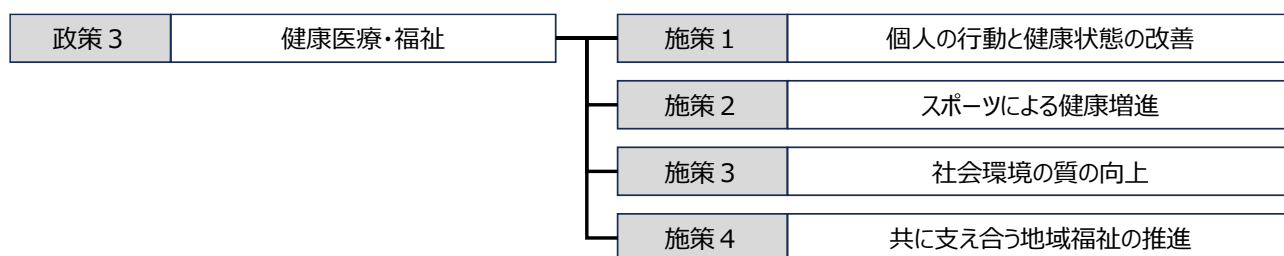 政策３ 健康医療・福祉 施策１ 個人の行動と健康状態の改善
施策２ スポーツによる健康増進
施策３ 社会環境の質の向上
施策４ 共に支え合う地域福祉の推進